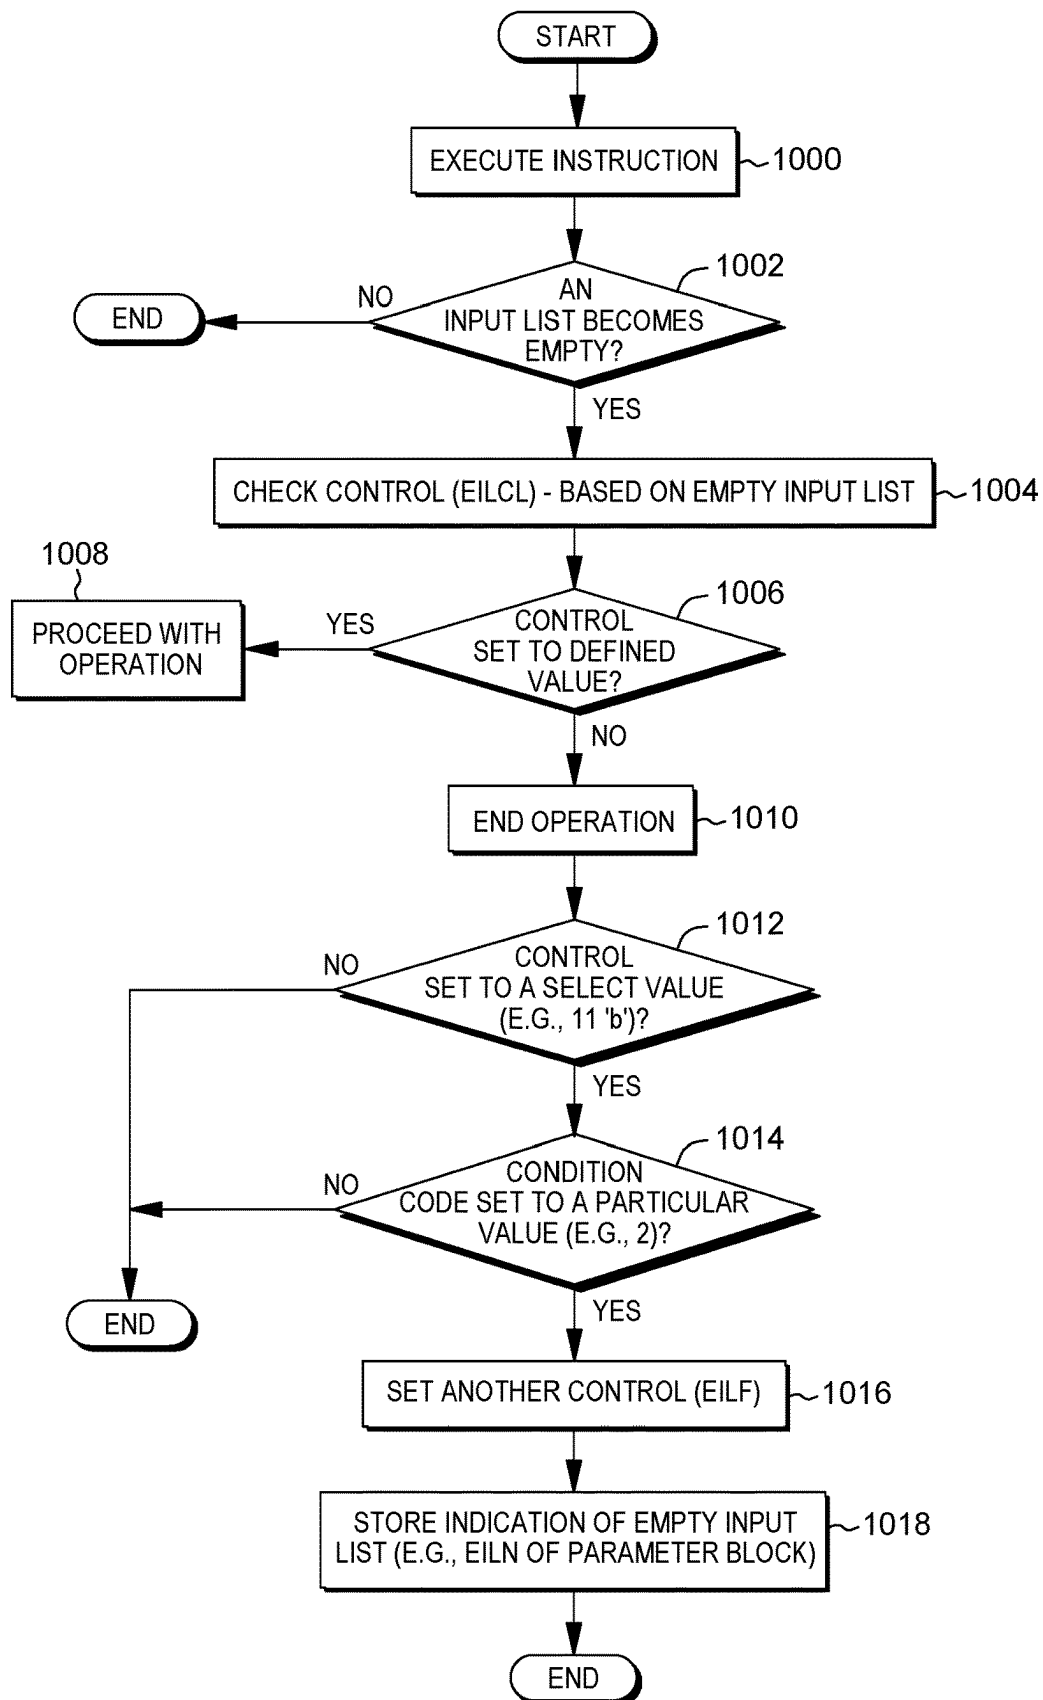 START
EXECUTE INSTRUCTION
1000
1002
AN
INPUT LIST BECOMES
EMPTY?
NO
END
YES
CHECK CONTROL (EILCL) - BASED ON EMPTY INPUT LIST
1004
1008
PROCEED WITH
OPERATION
YES
1006
CONTROL
SET TO DEFINED
VALUE?
NO
END OPERATION
1010
1012
CONTROL
SET TO A SELECT VALUE
(E.G., 11 'b')?
NO
YES
1014
CONDITION
CODE SET TO A PARTICULAR
VALUE (E.G., 2)?
NO
END
YES
SET ANOTHER CONTROL (EILF)
1016
STORE INDICATION OF EMPTY INPUT
LIST (E.G., EILN OF PARAMETER BLOCK)
1018
END